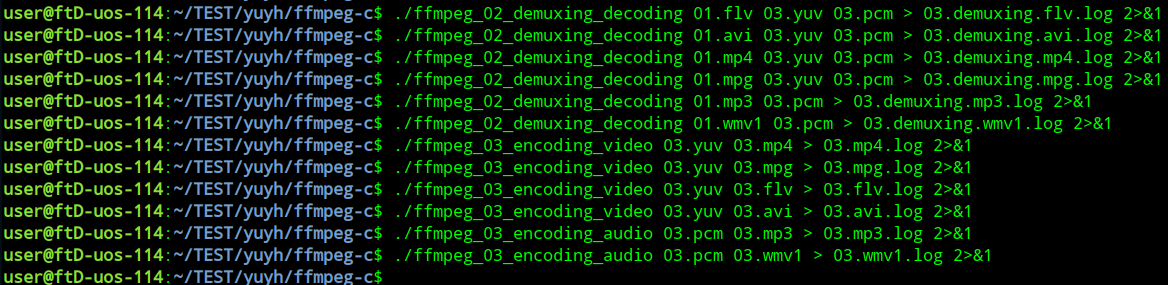 user@ftD-uos-114:~/TEST/yuyh/ffmpeg-c$ ./ffmpeg_02_demuxing_decoding 01.flv 03.yuv 03.pcm > 03.demuxing.flv.log 2>&1
user@ftD-uos-114:~/TEST/yuyh/ffmpeg-c$ ./ffmpeg_02_demuxing_decoding 01.avi 03.yuv 03.pcm > 03.demuxing.avi.log 2>&1
user@ftD-uos-114:~/TEST/yuyh/ffmpeg-c$ ./ffmpeg_02_demuxing_decoding 01.mp4 03.yuv 03.pcm > 03.demuxing.mp4.log 2>&1
user@ftD-uos-114:~/TEST/yuyh/ffmpeg-c$ ./ffmpeg_02_demuxing_decoding 01.mpg 03.yuv 03.pcm > 03.demuxing.mpg.log 2>&1
user@ftD-uos-114:~/TEST/yuyh/ffmpeg-c$ ./ffmpeg_02_demuxing_decoding 01.mp3 03.pcm > 03.demuxing.mp3.log 2>&1
user@ftD-uos-114:~/TEST/yuyh/ffmpeg-c$ ./ffmpeg_02_demuxing_decoding 01.wmv1 03.pcm > 03.demuxing.wmv1.log 2>&1
user@ftD-uos-114:~/TEST/yuyh/ffmpeg-c$ ./ffmpeg_03_encoding_video 03.yuv 03.mp4 > 03.mp4.log 2>&1
user@ftD-uos-114:~/TEST/yuyh/ffmpeg-c$ ./ffmpeg_03_encoding_video 03.yuv 03.mpg > 03.mpg.log 2>&1
user@ftD-uos-114:~/TEST/yuyh/ffmpeg-c$ ./ffmpeg_03_encoding_video 03.yuv 03.flv > 03.flv.log 2>&1
user@ftD-uos-114:~/TEST/yuyh/ffmpeg-c$ ./ffmpeg_03_encoding_video 03.yuv 03.avi > 03.avi.log 2>&1
user@ftD-uos-114:~/TEST/yuyh/ffmpeg-c$ ./ffmpeg_03_encoding_audio 03.pcm 03.mp3 > 03.mp3.log 2>&1
user@ftD-uos-114:~/TEST/yuyh/ffmpeg-c$ ./ffmpeg_03_encoding_audio 03.pcm 03.wmv1 > 03.wmv1.log 2>&1
user@ftD-uos-114:~/TEST/yuyh/ffmpeg-c$